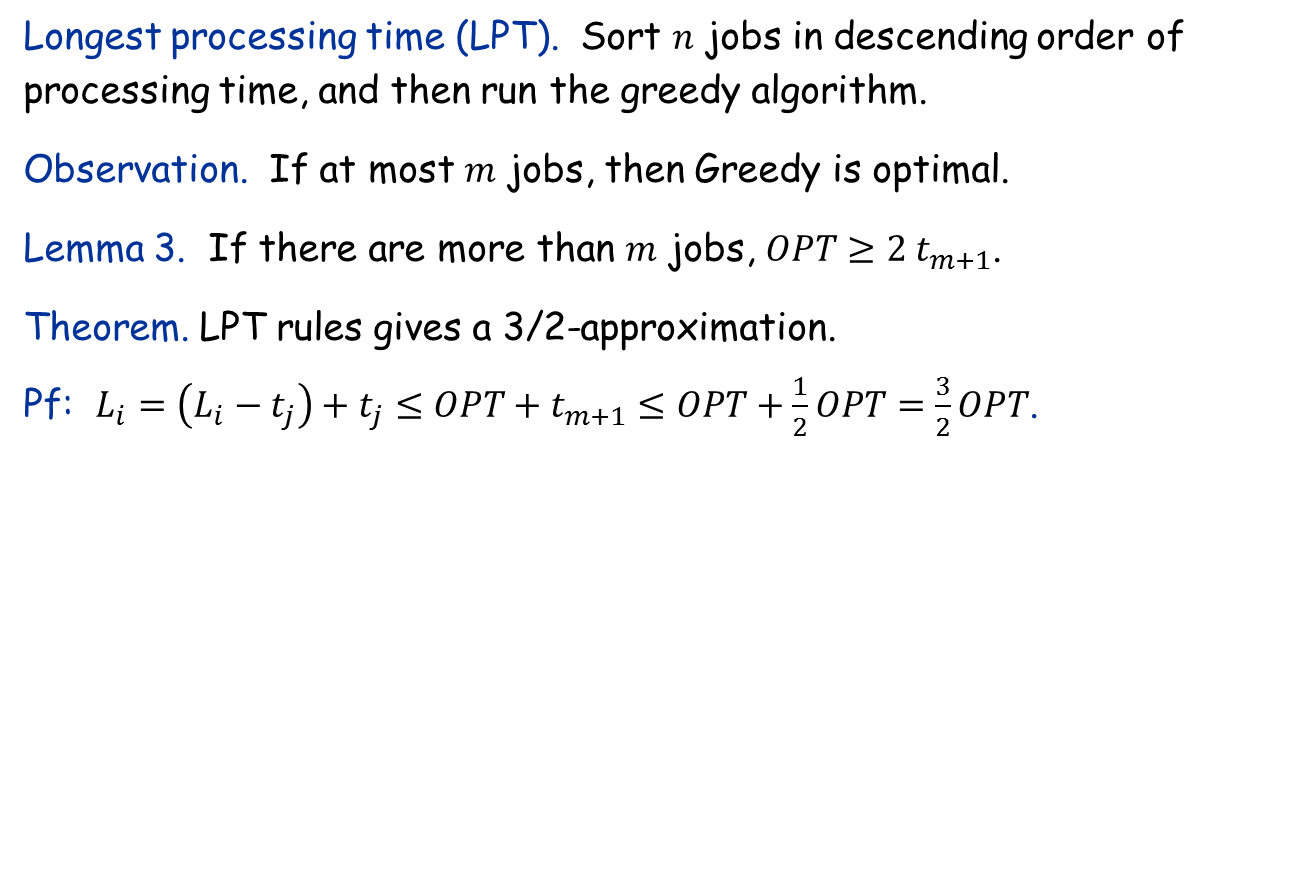 Longest processing time (LPT). Sort n jobs in descending order of
processing time, and then run the greedy algorithm.
Observation. If at most m jobs, then Greedy is optimal.
Lemma 3. If there are more than m jobs, OPT ≥ 2 t_{m+1}.
Theorem. LPT rules gives a 3/2-approximation.
Pf: L_i = (L_i − t_j) + t_j ≤ OPT + t_{m+1} ≤ OPT + \frac{1}{2} OPT = \frac{3}{2} OPT.